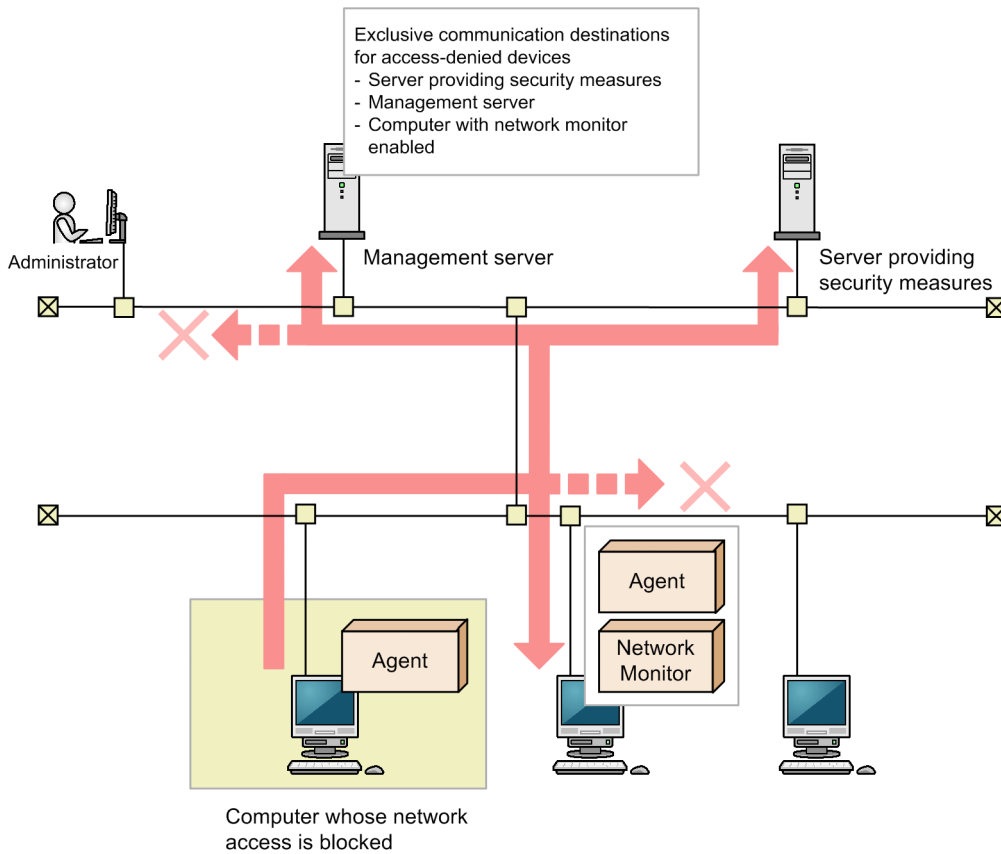 Exclusive communication destinations
for access-denied devices
- Server providing security measures
- Management server
- Computer with network monitor
enabled
Administrator
Management server
Server providing
security measures
Agent
Network
Monitor
Agent
Computer whose network
access is blocked